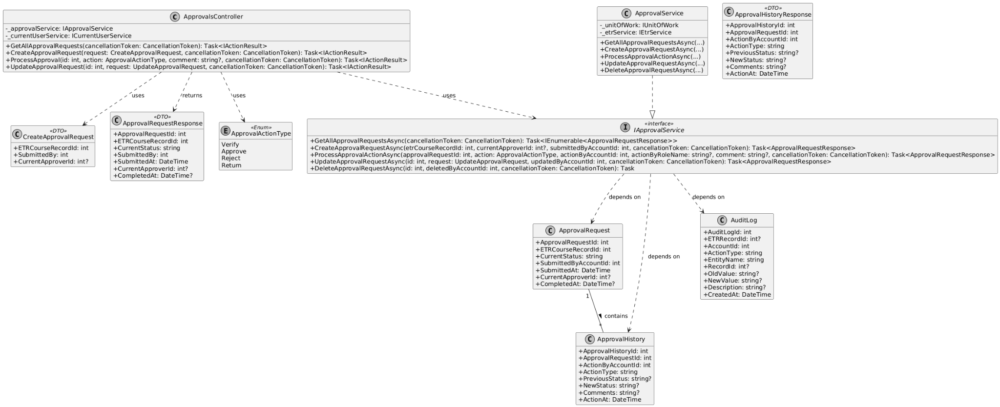 C ApprovalsController
-_approvalService: IApprovalService
-_currentUserService: ICurrentUserService
+GetAllApprovalRequests(cancellationToken: CancellationToken): Task<IActionResult>
+CreateApprovalRequest(request: CreateApprovalRequest, cancellationToken: CancellationToken): Task<IActionResult>
+ProcessApproval(id: int, action: ApprovalActionType, comment: string?, cancellationToken: CancellationToken): Task<IActionResult>
+UpdateApprovalRequest(id: int, request: UpdateApprovalRequest, cancellationToken: CancellationToken): Task<IActionResult>
C ApprovalService
-_unitOfWork: IUnitOfWork
-_etrService: IEtrService
+GetAllApprovalRequestsAsync(...)
+CreateApprovalRequestAsync(...)
+ProcessApprovalActionAsync(...)
+UpdateApprovalRequestAsync(...)
+DeleteApprovalRequestAsync(...)
«DTO»
C ApprovalHistoryResponse
+ApprovalHistoryId: int
+ApprovalRequestId: int
+ActionByAccountId: int
+ActionType: string
+PreviousStatus: string?
+NewStatus: string?
+Comments: string?
+ActionAt: DateTime
uses
returns
uses
uses
«DTO»
C CreateApprovalRequest
+ETRCourseRecordId: int
+SubmittedBy: int
+CurrentApproverId: int?
«DTO»
C ApprovalRequestResponse
+ApprovalRequestId: int
+ETRCourseRecordId: int
+CurrentStatus: string
+SubmittedBy: int
+SubmittedAt: DateTime
+CurrentApproverId: int?
+CompletedAt: DateTime?
«Enum»
E ApprovalActionType
Verify
Approve
Reject
Return
«interface»
I IApprovalService
+GetAllApprovalRequestsAsync(cancellationToken: CancellationToken): Task<IEnumerable<ApprovalRequestResponse>>
+CreateApprovalRequestAsync(etrCourseRecordId: int, currentApproverId: int?, submittedByAccountId: int, cancellationToken: CancellationToken): Task<ApprovalRequestResponse>
+ProcessApprovalActionAsync(approvalRequestId: int, action: ApprovalActionType, actionByAccountId: int, actionByRoleName: string?, comment: string?, cancellationToken: CancellationToken): Task<ApprovalRequestResponse>
+UpdateApprovalRequestAsync(id: int, request: UpdateApprovalRequest, updatedByAccountId: int, cancellationToken: CancellationToken): Task<ApprovalRequestResponse>
+DeleteApprovalRequestAsync(id: int, deletedByAccountId: int, cancellationToken: CancellationToken): Task
depends on
depends on
depends on
C ApprovalRequest
+ApprovalRequestId: int
+ETRCourseRecordId: int
+CurrentStatus: string
+SubmittedByAccountId: int
+SubmittedAt: DateTime
+CurrentApproverId: int?
+CompletedAt: DateTime?
C AuditLog
+AuditLogId: int
+ETRRecordId: int?
+AccountId: int
+ActionType: string
+EntityName: string
+RecordId: int?
+OldValue: string?
+NewValue: string?
+Description: string?
+CreatedAt: DateTime
1
contains
*
C ApprovalHistory
+ApprovalHistoryId: int
+ApprovalRequestId: int
+ActionByAccountId: int
+ActionType: string
+PreviousStatus: string?
+NewStatus: string?
+Comments: string?
+ActionAt: DateTime